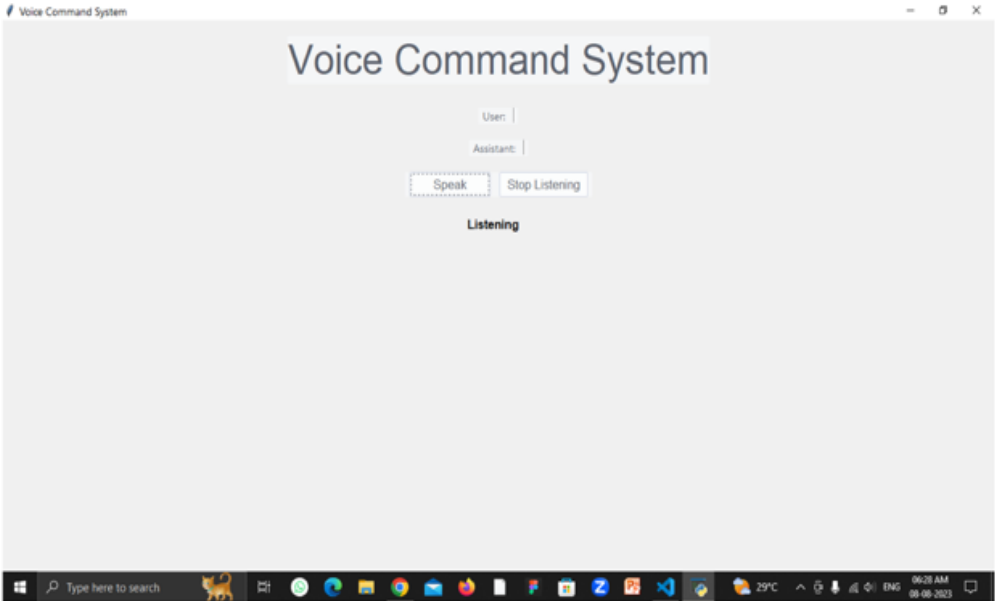 Voice Command System
Voice Command System
User:
Assistant:
Speak Stop Listening
Listening
Type here to search 29°C ENG 06:28 AM
08-08-2023